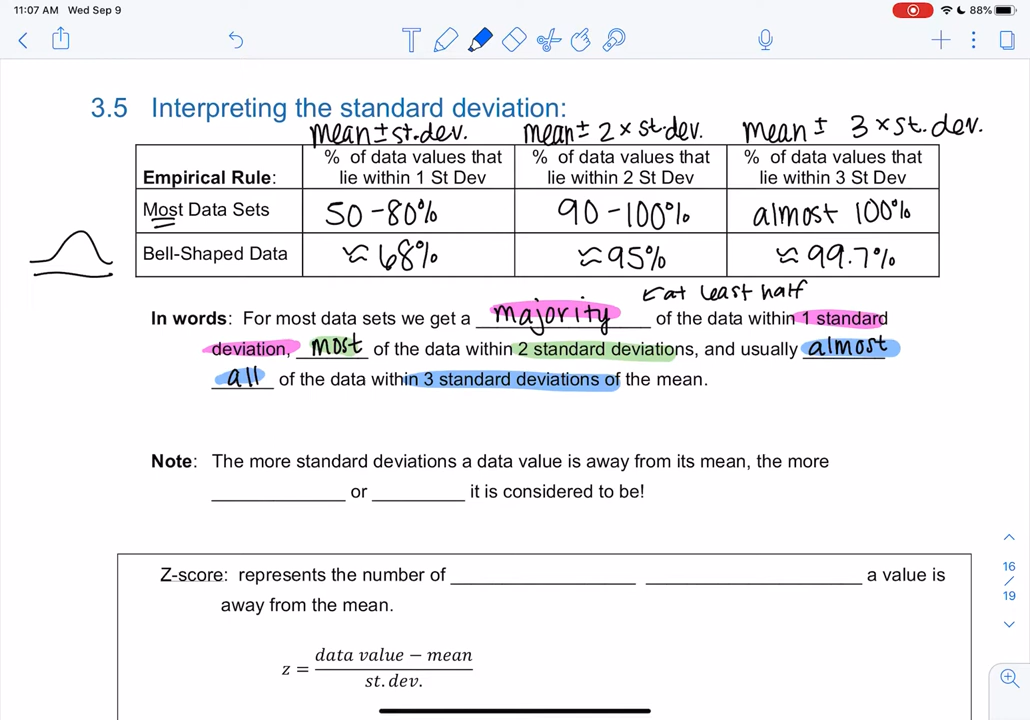 11:07 AM Wed Sep 9
88%
T
3.5 Interpreting the standard deviation:
mean ± st.dev. mean ± 2 × st.dev. mean ± 3 × st.dev.
Empirical Rule:
% of data values that
lie within 1 St Dev
% of data values that
lie within 2 St Dev
% of data values that
lie within 3 St Dev
Most Data Sets 50-80% 90-100% almost 100%
Bell-Shaped Data ≈ 68% ≈ 95% ≈ 99.7%
← at least half
In words: For most data sets we get a majority of the data within 1 standard
deviation, most of the data within 2 standard deviations, and usually almost
all of the data within 3 standard deviations of the mean.
Note: The more standard deviations a data value is away from its mean, the more
____________ or ________ it is considered to be!
16
/
19
Z-score: represents the number of ________________ ___________________ a value is
away from the mean.
z = (data value − mean) / st. dev.